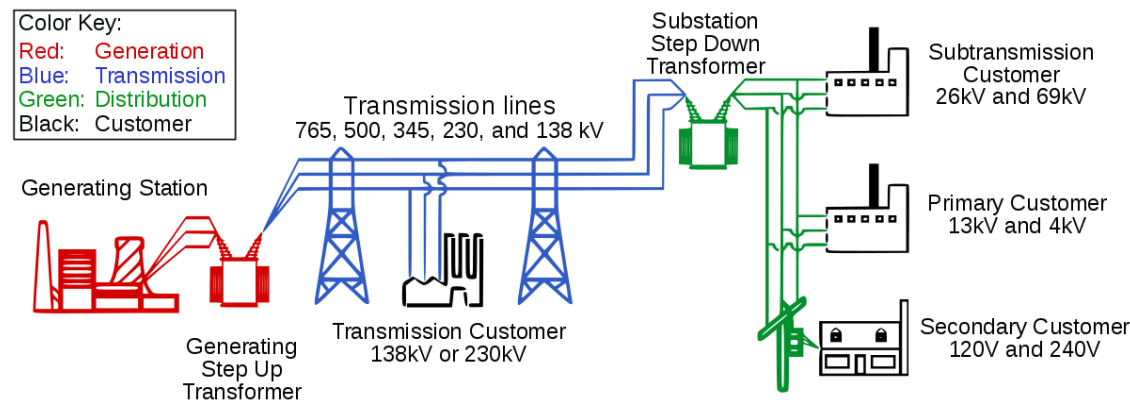 Color Key:
Red: Generation
Blue: Transmission
Green: Distribution
Black: Customer
Generating Station
Generating
Step Up
Transformer
Transmission lines
765, 500, 345, 230, and 138 kV
Transmission Customer
138kV or 230kV
Substation
Step Down
Transformer
Subtransmission
Customer
26kV and 69kV
Primary Customer
13kV and 4kV
Secondary Customer
120V and 240V